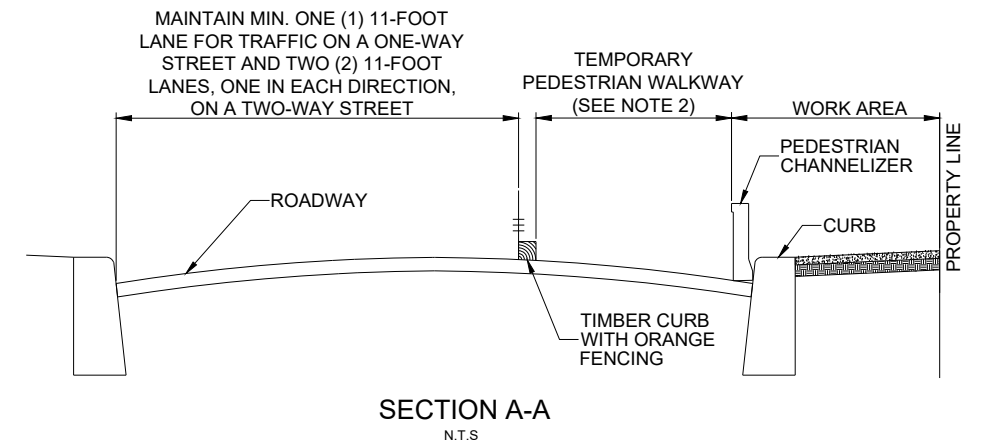 MAINTAIN MIN. ONE (1) 11-FOOT
LANE FOR TRAFFIC ON A ONE-WAY
STREET AND TWO (2) 11-FOOT
LANES, ONE IN EACH DIRECTION,
ON A TWO-WAY STREET
TEMPORARY
PEDESTRIAN WALKWAY
(SEE NOTE 2)
WORK AREA
PROPERTY LINE
PEDESTRIAN
CHANNELIZER
ROADWAY
CURB
TIMBER CURB
WITH ORANGE
FENCING
SECTION A-A
N.T.S